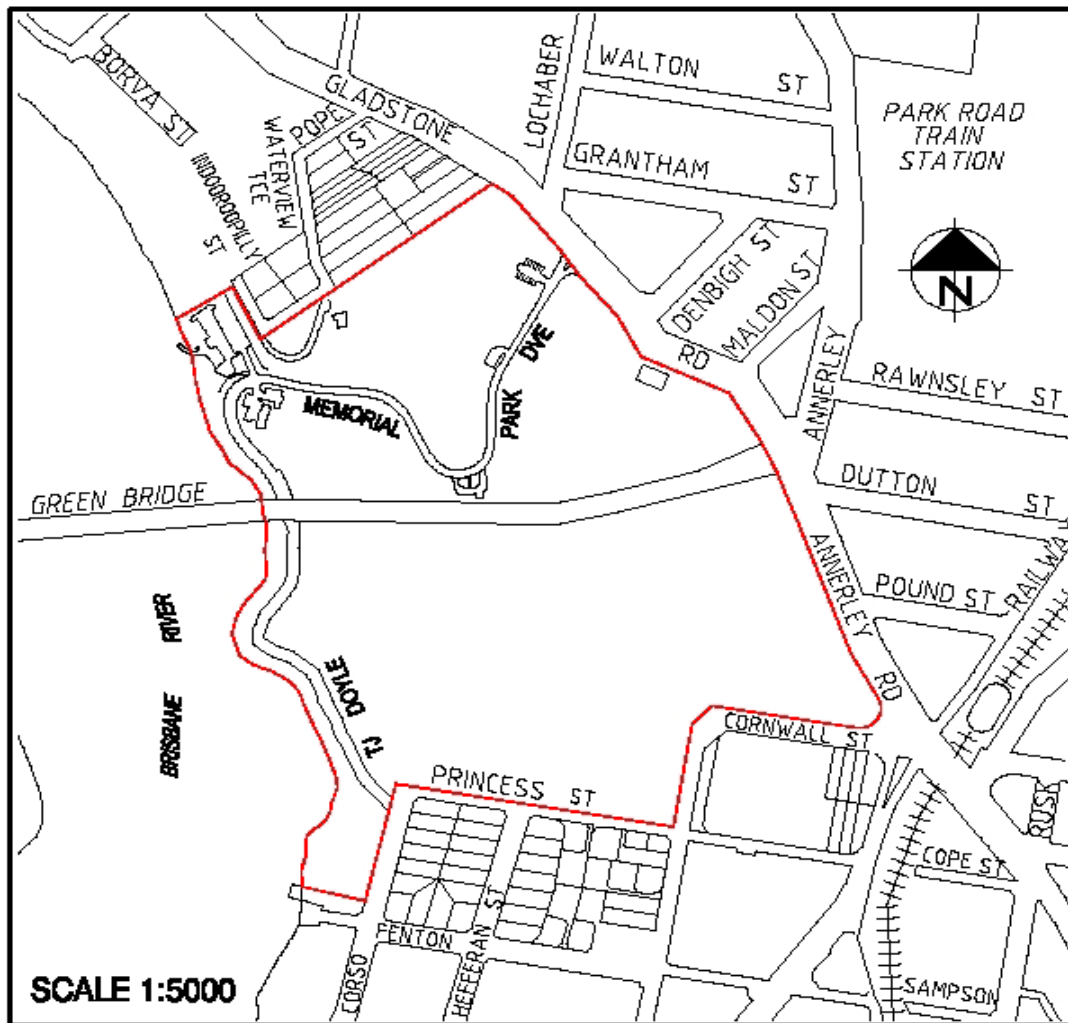 BORVA ST
GLADSTONE
LOCHABER
WALTON ST
PARK ROAD
TRAIN
STATION
POPE ST
WATERVIEW
TCE
INDOOROOPILLY
ST
GRANTHAM ST
DENBIGH ST
MALDON ST
RD
N
ANNERLEY
RAWNSLEY ST
MEMORIAL
PARK
DVE
GREEN BRIDGE
DUTTON ST
ANNERLEY RD
POUND ST
RAILWA
BRISBANE RIVER
TJ DOYLE
CORNWALL ST
PRINCESS ST
RUSK
COPE ST
FENTON
HEFFERAN ST
CORSO
SAMPSON
SCALE 1:5000